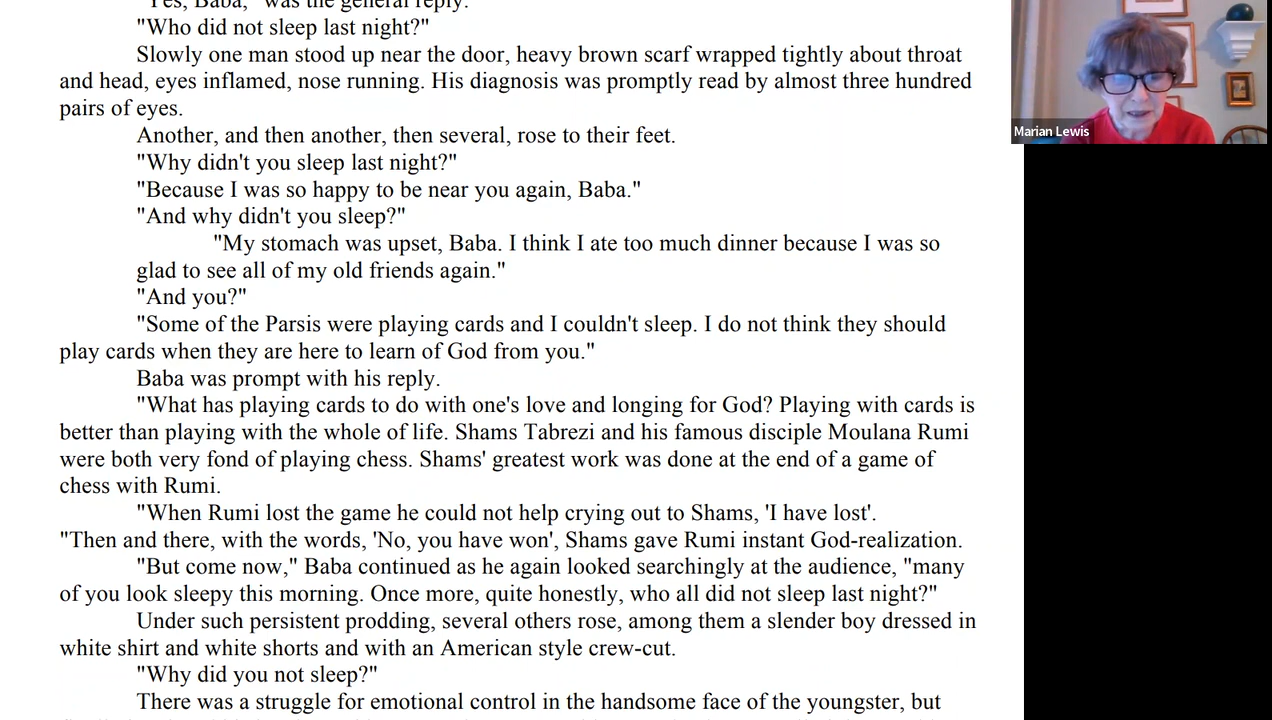 "Yes, Baba," was the general reply.
"Who did not sleep last night?"
Slowly one man stood up near the door, heavy brown scarf wrapped tightly about throat
and head, eyes inflamed, nose running. His diagnosis was promptly read by almost three hundred
pairs of eyes.
Another, and then another, then several, rose to their feet.
"Why didn't you sleep last night?"
"Because I was so happy to be near you again, Baba."
"And why didn't you sleep?"
"My stomach was upset, Baba. I think I ate too much dinner because I was so
glad to see all of my old friends again."
"And you?"
"Some of the Parsis were playing cards and I couldn't sleep. I do not think they should
play cards when they are here to learn of God from you."
Baba was prompt with his reply.
"What has playing cards to do with one's love and longing for God? Playing with cards is
better than playing with the whole of life. Shams Tabrezi and his famous disciple Moulana Rumi
were both very fond of playing chess. Shams' greatest work was done at the end of a game of
chess with Rumi.
"When Rumi lost the game he could not help crying out to Shams, 'I have lost'.
"Then and there, with the words, 'No, you have won', Shams gave Rumi instant God-realization.
"But come now," Baba continued as he again looked searchingly at the audience, "many
of you look sleepy this morning. Once more, quite honestly, who all did not sleep last night?"
Under such persistent prodding, several others rose, among them a slender boy dressed in
white shirt and white shorts and with an American style crew-cut.
"Why did you not sleep?"
There was a struggle for emotional control in the handsome face of the youngster, but
Marian Lewis